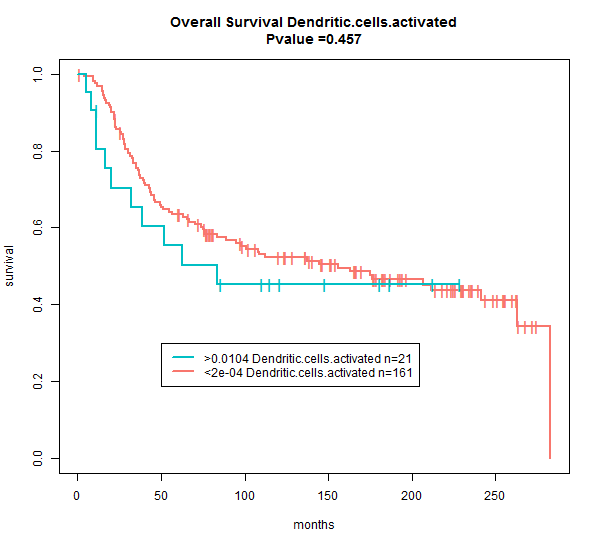 Overall Survival Dendritic.cells.activated
Pvalue =0.457
1.0
0.8
0.6
survival
0.4
0.2
0.0
>0.0104 Dendritic.cells.activated n=21
<2e-04 Dendritic.cells.activated n=161
0 50 100 150 200 250
months